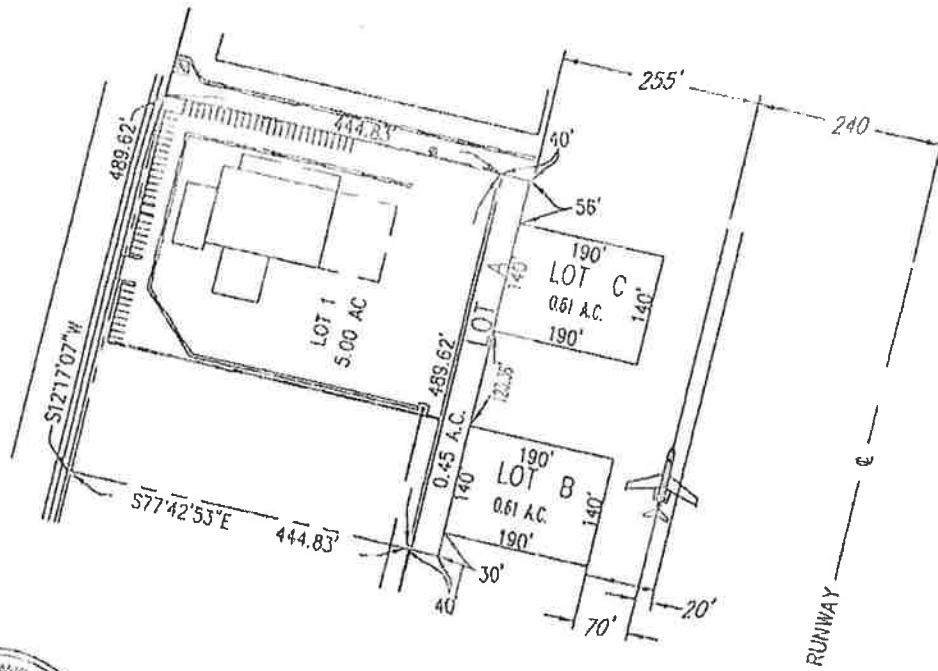 255'
240
40'
444.83'
489.62'
56'
190'
LOT C
0.61 A.C.
140'
140'
190'
LOT A
0.45 A.C.
LOT 1
5.00 AC
489.62'
S12°17'07"W
190'
LOT B
0.61 A.C.
140
140'
190'
S77°42'53"E
444.83'
30'
40'
70'
20'
RUNWAY
℄